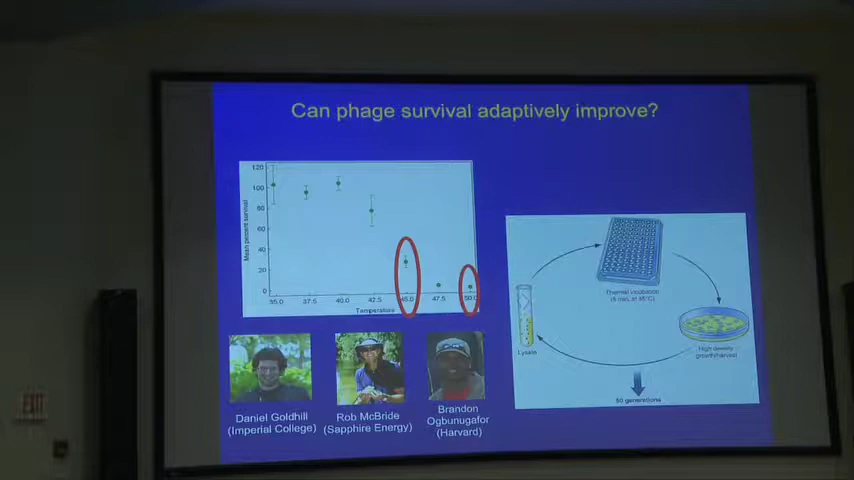 Can phage survival adaptively improve?
120
100
80
60
40
20
0
Mean percent survival
35.0 37.5 40.0 42.5 45.0 47.5 50.0
Temperature
Thermal incubation
Lysate
High density
growth/harvest
50 generations
Daniel Goldhill
(Imperial College)
Rob McBride
(Sapphire Energy)
Brandon
Ogbunugafor
(Harvard)
EXIT